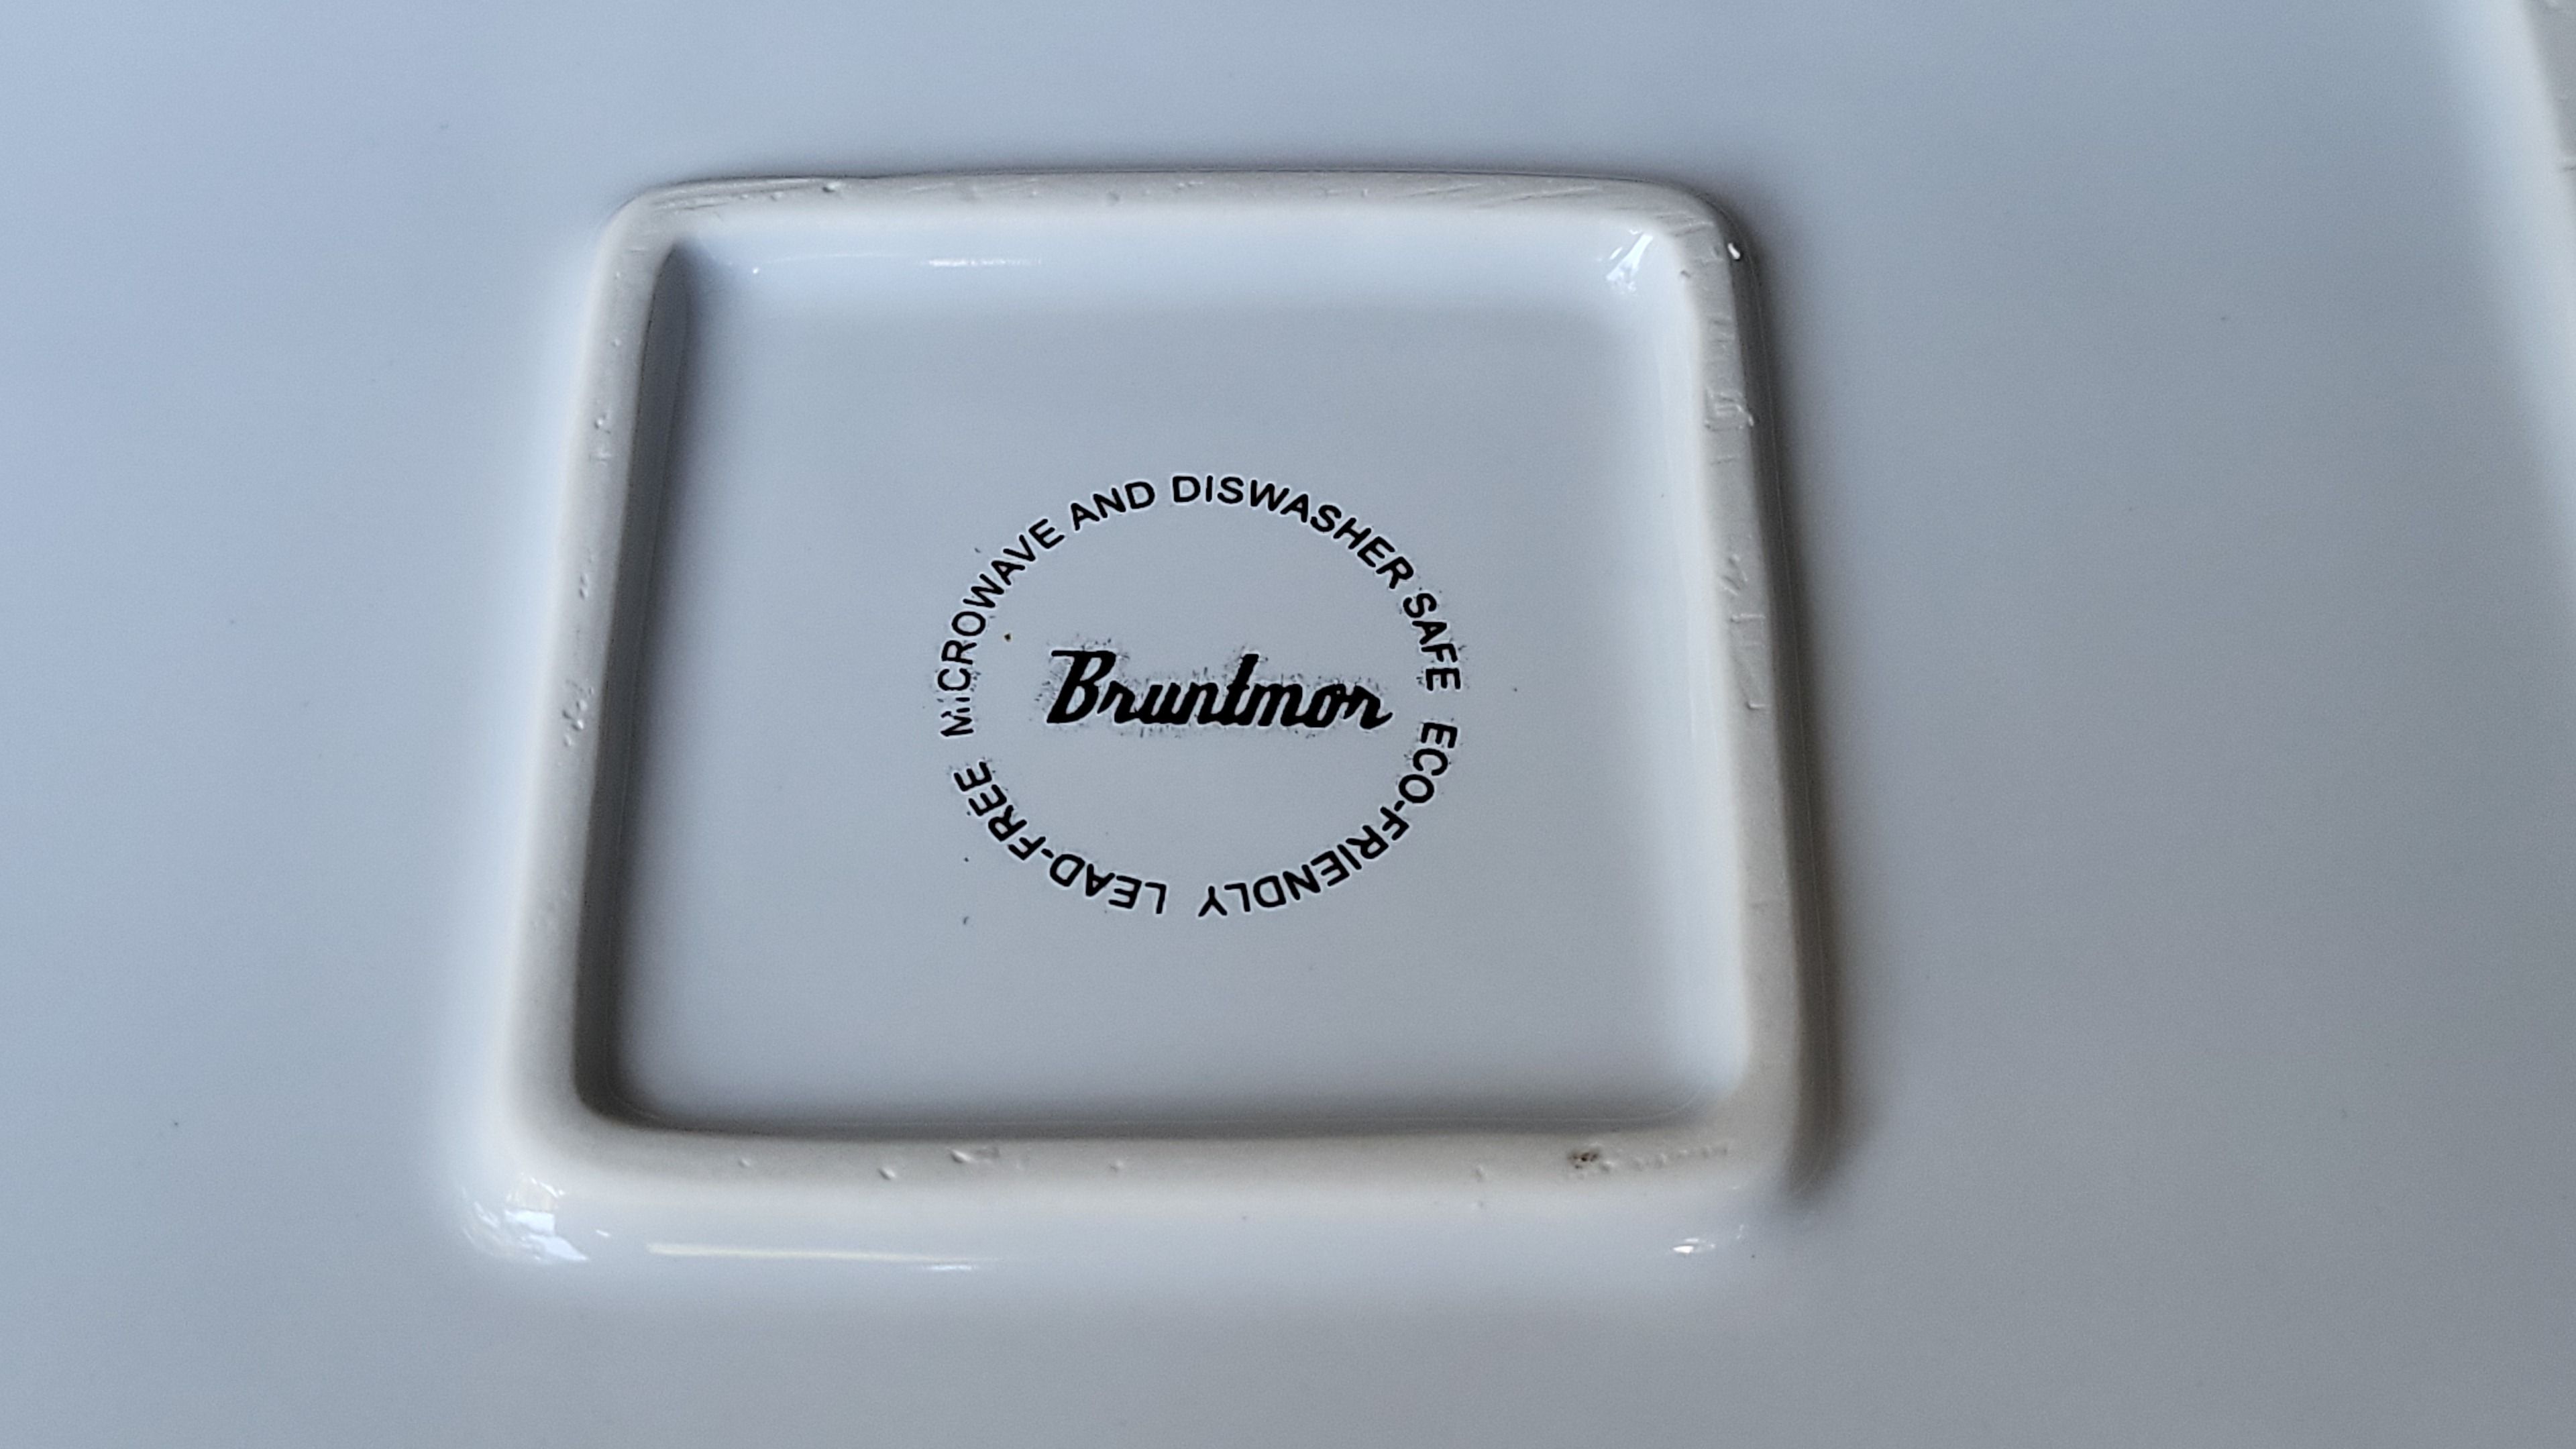 MICROWAVE AND DISWASHER SAFE ECO-FRIENDLY LEAD-FREE
Bruntmor